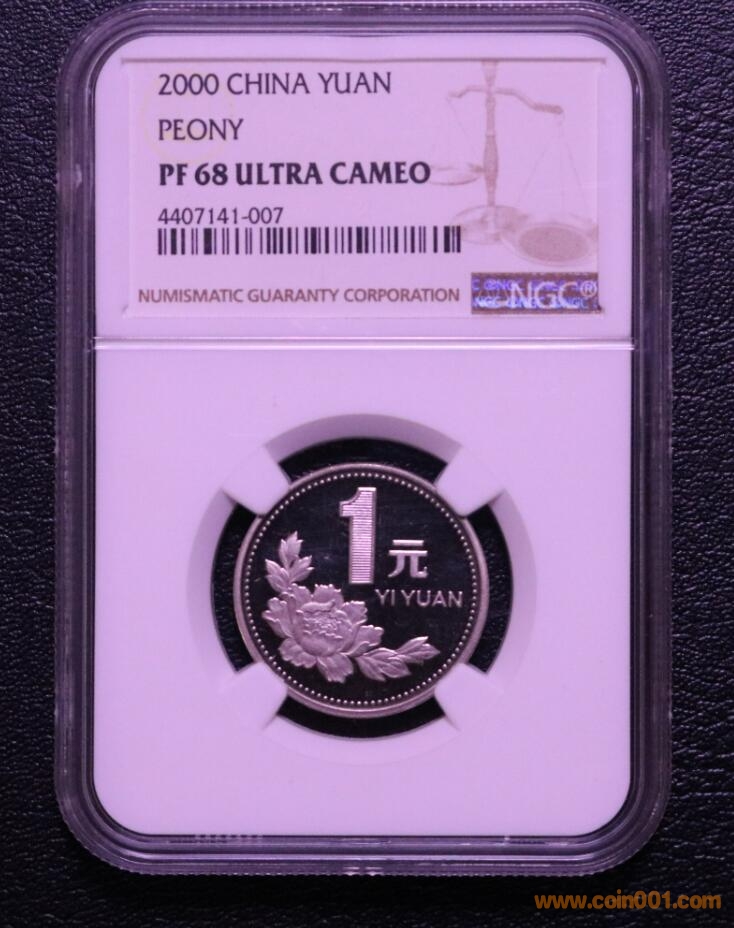 2000 CHINA YUAN
PEONY
PF 68 ULTRA CAMEO
4407141-007
NUMISMATIC GUARANTY CORPORATION
NGC®
1元
YI YUAN
www.coin001.com